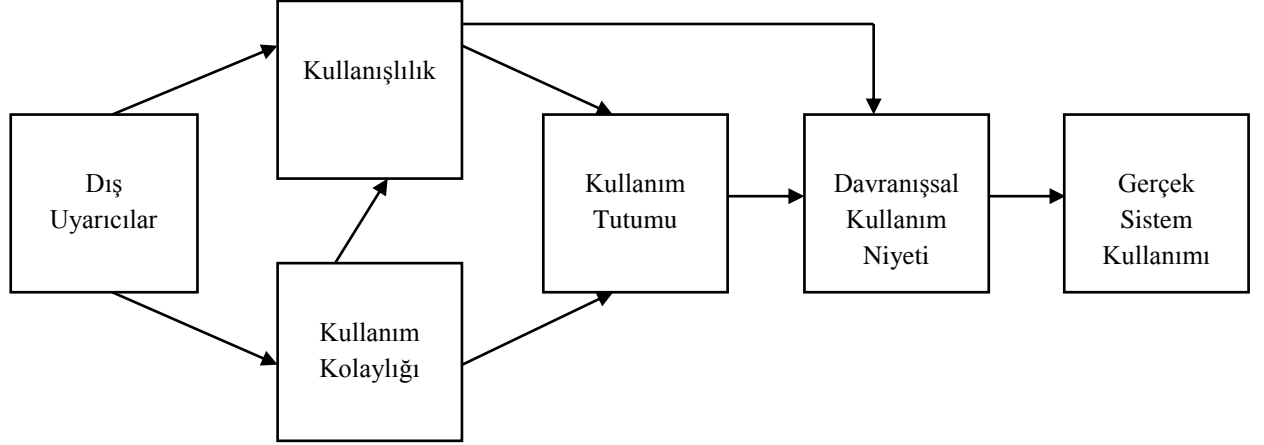 Kullanışlılık
Dış
Uyarıcılar
Kullanım
Kolaylığı
Kullanım
Tutumu
Davranışsal
Kullanım
Niyeti
Gerçek
Sistem
Kullanımı